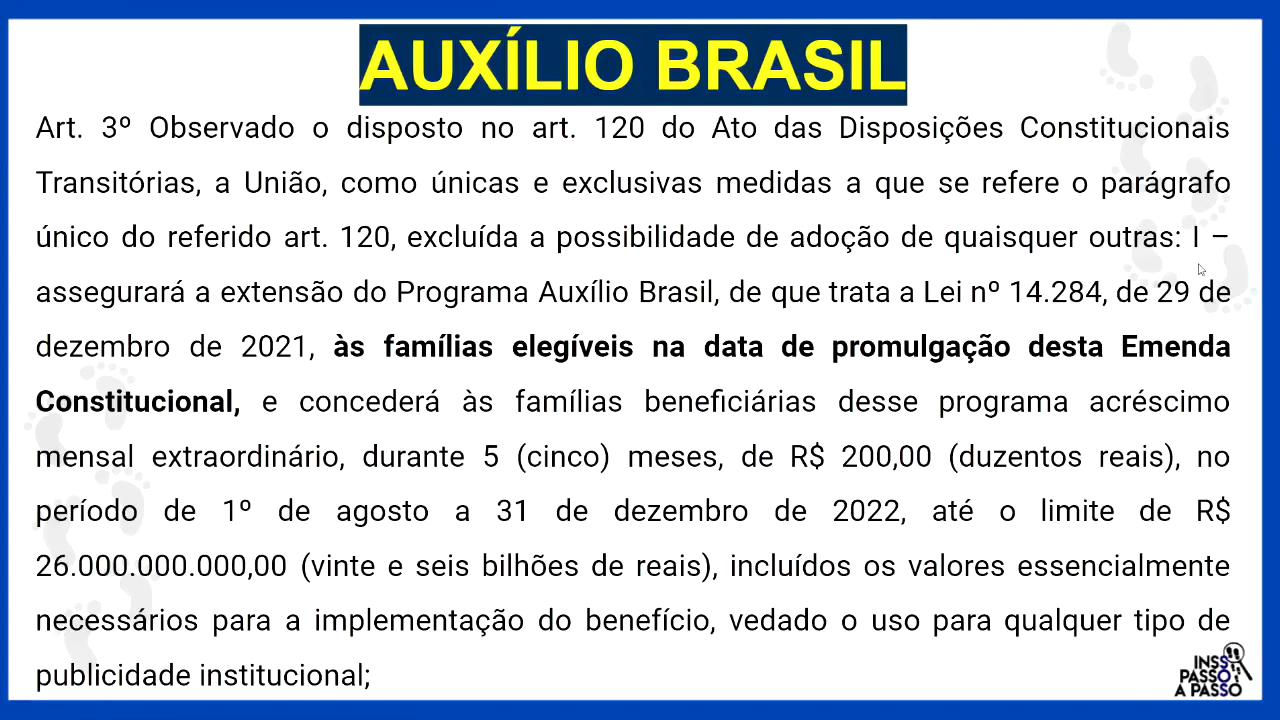 AUXÍLIO BRASIL
Art. 3º Observado o disposto no art. 120 do Ato das Disposições Constitucionais
Transitórias, a União, como únicas e exclusivas medidas a que se refere o parágrafo
único do referido art. 120, excluída a possibilidade de adoção de quaisquer outras: I –
assegurará a extensão do Programa Auxílio Brasil, de que trata a Lei nº 14.284, de 29 de
dezembro de 2021, às famílias elegíveis na data de promulgação desta Emenda
Constitucional, e concederá às famílias beneficiárias desse programa acréscimo
mensal extraordinário, durante 5 (cinco) meses, de R$ 200,00 (duzentos reais), no
período de 1º de agosto a 31 de dezembro de 2022, até o limite de R$
26.000.000.000,00 (vinte e seis bilhões de reais), incluídos os valores essencialmente
necessários para a implementação do benefício, vedado o uso para qualquer tipo de
publicidade institucional;
INSS
PASSO
A PASSO